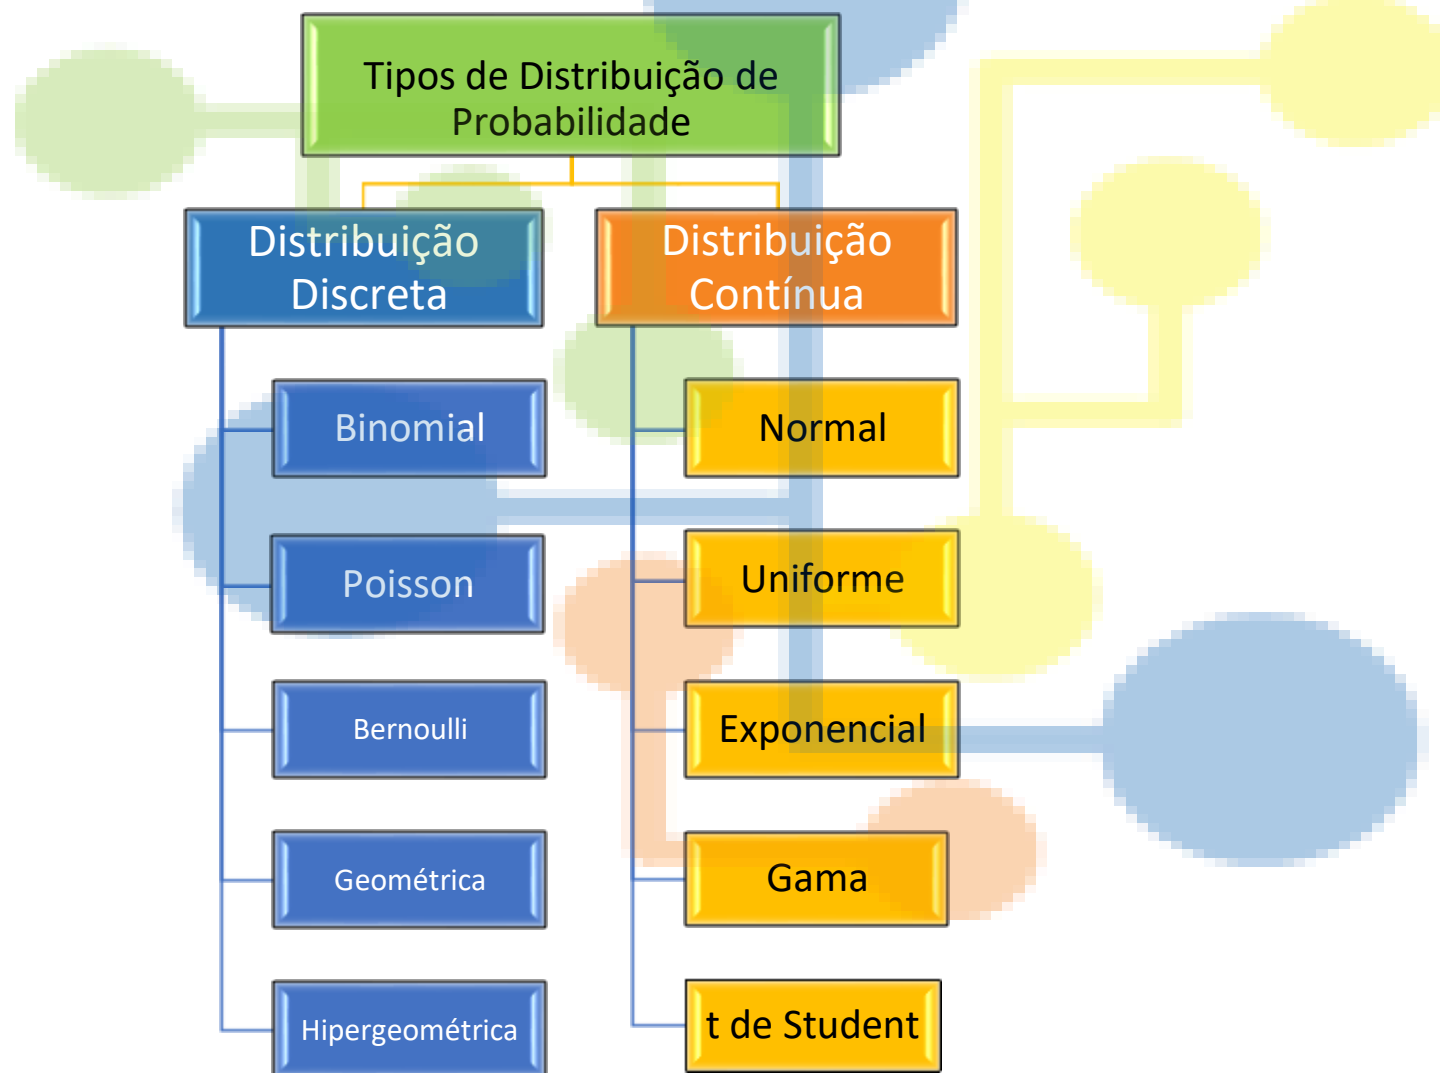 Tipos de Distribuição de
Probabilidade
Distribuição
Discreta
Binomial
Poisson
Bernoulli
Geométrica
Hipergeométrica
Distribuição
Contínua
Normal
Uniforme
Exponencial
Gama
t de Student